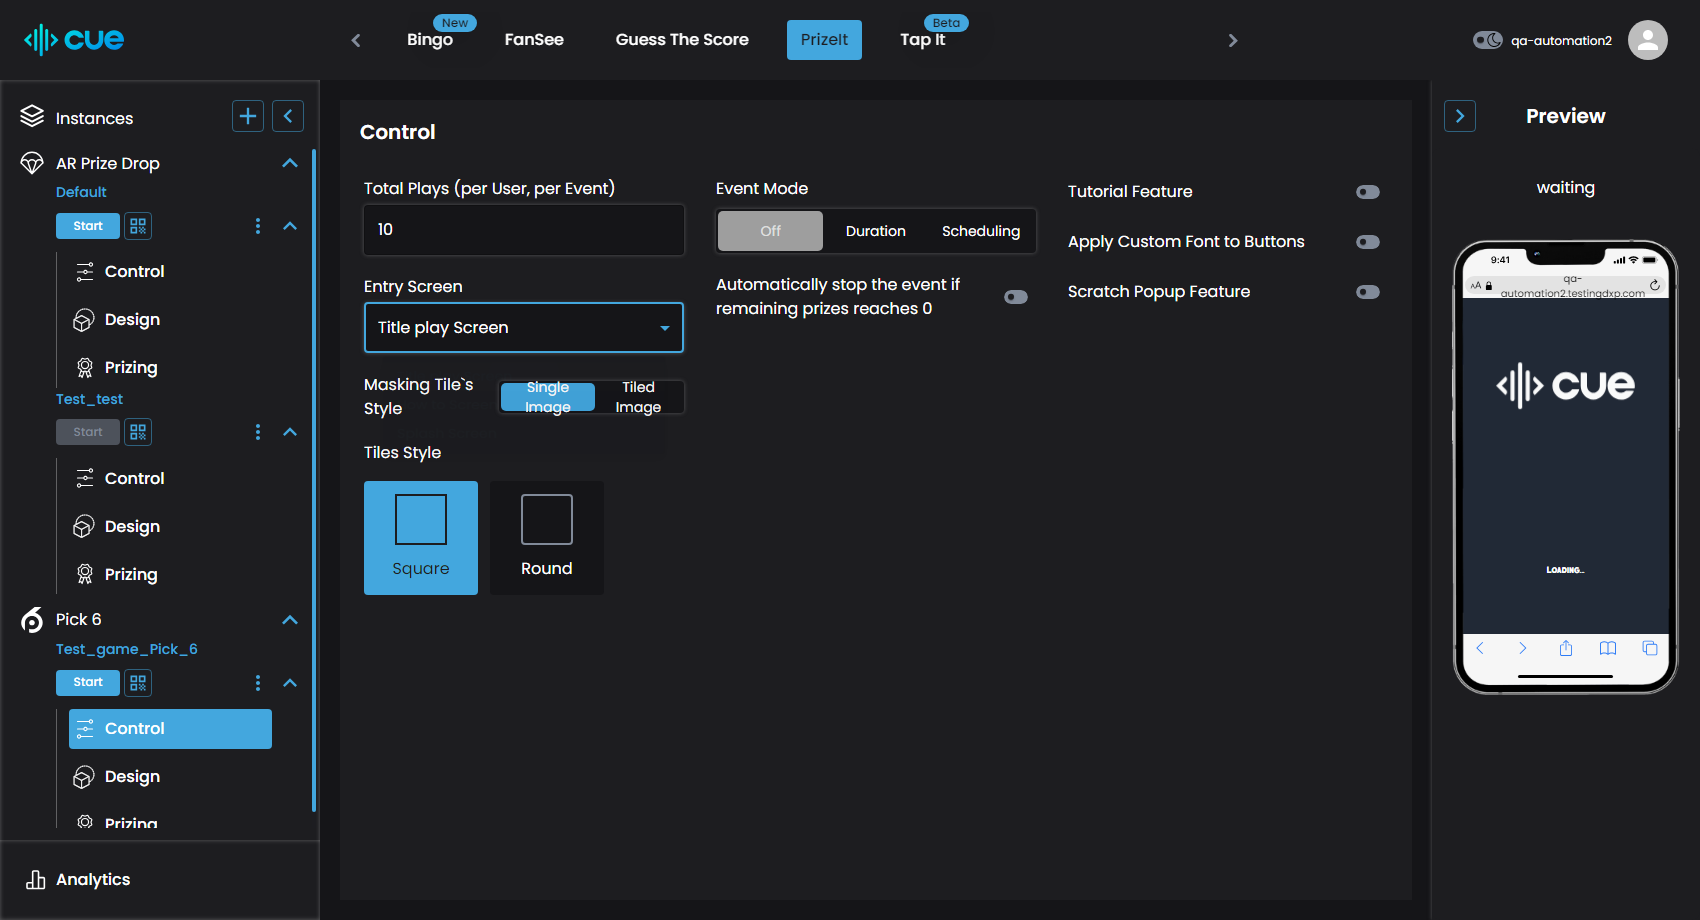 cue
Bingo
New
FanSee
Guess The Score
PrizeIt
Tap It
Beta
qa-automation2
Instances
AR Prize Drop
Default
Start
Control
Design
Prizing
Test_test
Start
Control
Design
Prizing
Pick 6
Test_game_Pick_6
Start
Control
Design
Prizing
Analytics
Control
Total Plays (per User, per Event)
10
Entry Screen
Title play Screen
Masking Tile`s
Style
Single
Image
Tiled
Image
Tiles Style
Square
Round
Event Mode
Off
Duration
Scheduling
Automatically stop the event if
remaining prizes reaches 0
Tutorial Feature
Apply Custom Font to Buttons
Scratch Popup Feature
Preview
waiting
9:41
AA
qa-
automation2.testingdxp.com
cue
LOADING...